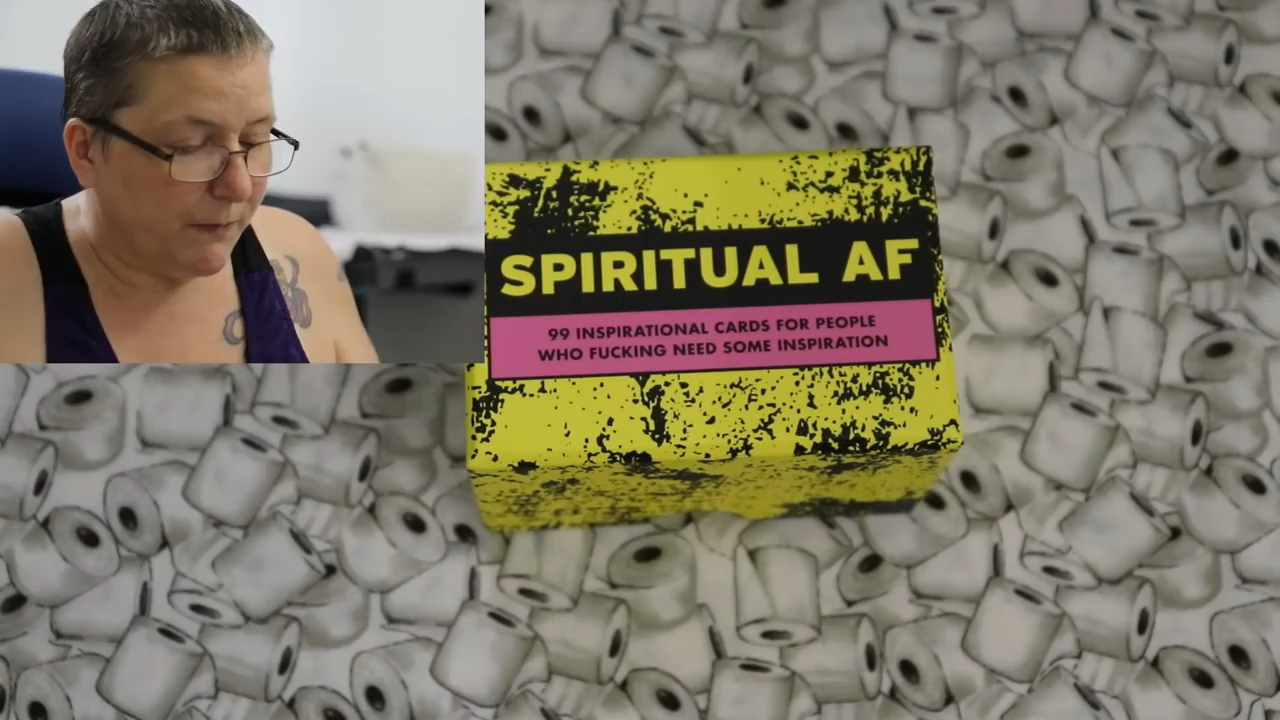 SPIRITUAL AF
99 INSPIRATIONAL CARDS FOR PEOPLE
WHO FUCKING NEED SOME INSPIRATION